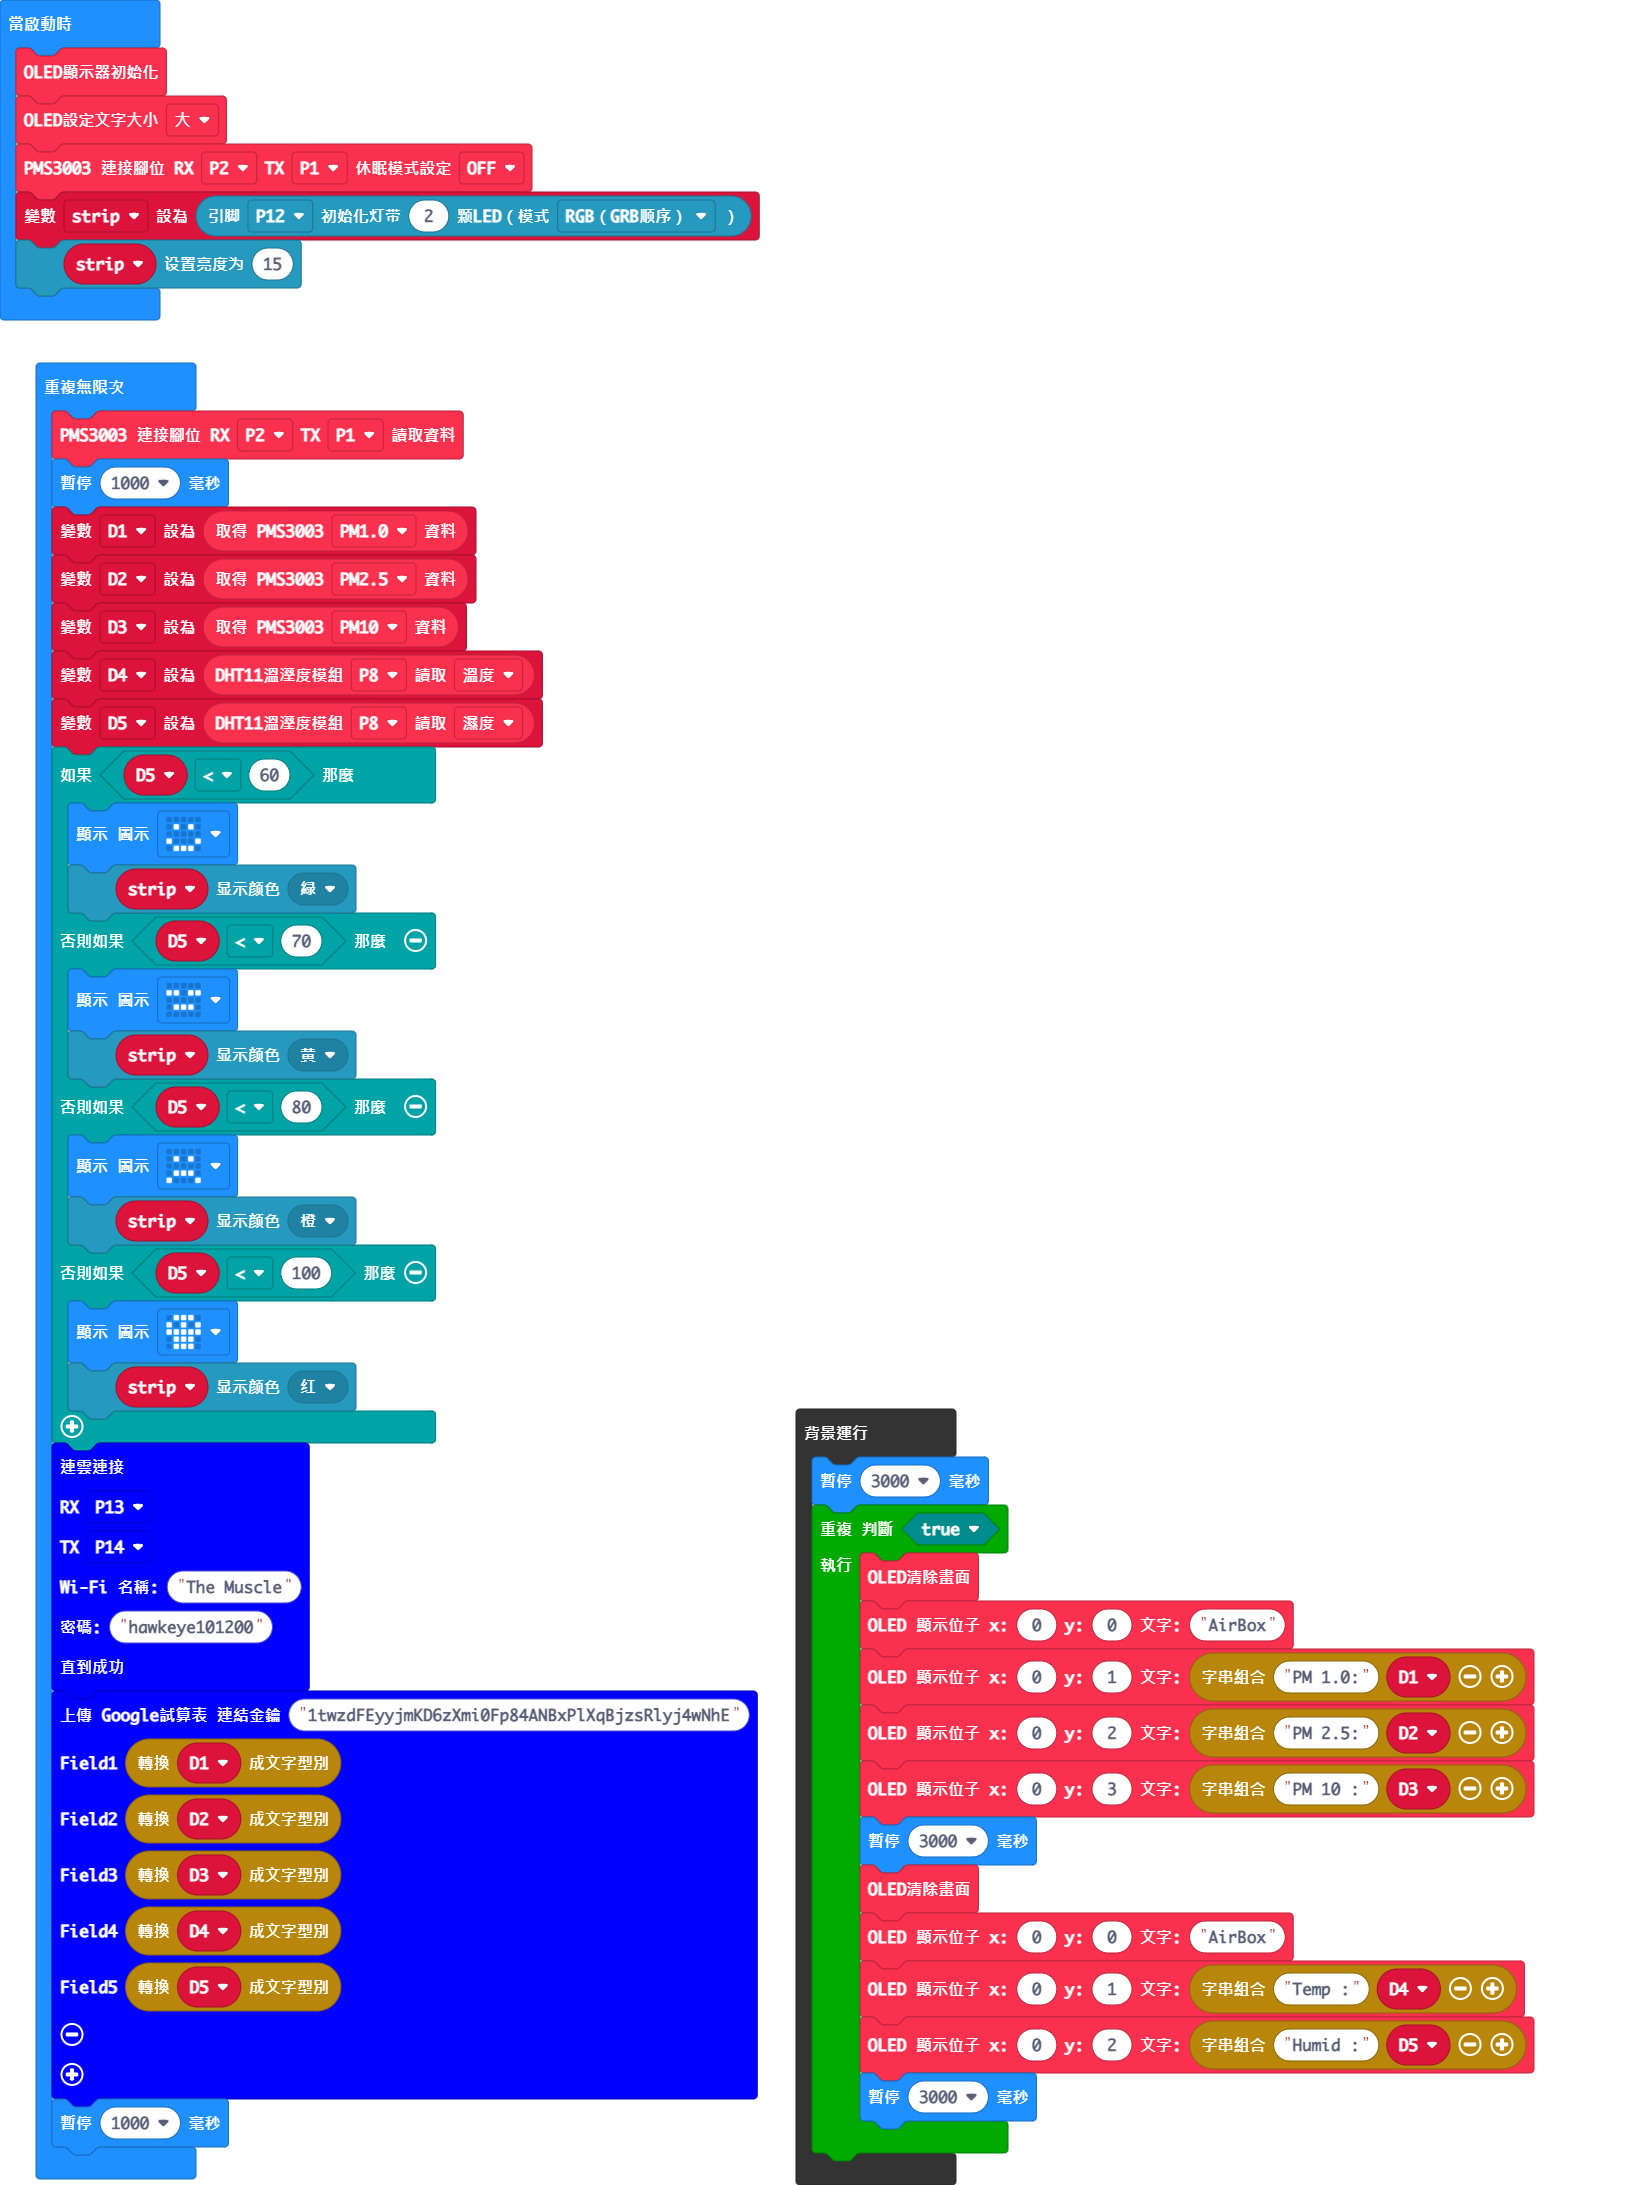 當啟動時
OLED顯示器初始化
OLED設定文字大小 大
PMS3003 連接腳位 RX P2 TX P1 休眠模式設定 OFF
變數 strip 設為 引脚 P12 初始化灯带 2 颗LED（模式 RGB（GRB顺序） ）
strip 设置亮度为 15
重複無限次
PMS3003 連接腳位 RX P2 TX P1 讀取資料
暫停 1000 毫秒
變數 D1 設為 取得 PMS3003 PM1.0 資料
變數 D2 設為 取得 PMS3003 PM2.5 資料
變數 D3 設為 取得 PMS3003 PM10 資料
變數 D4 設為 DHT11溫溼度模組 P8 讀取 溫度
變數 D5 設為 DHT11溫溼度模組 P8 讀取 濕度
如果 D5 < 60 那麼
顯示 圖示
strip 显示颜色 緑
否則如果 D5 < 70 那麼
顯示 圖示
strip 显示颜色 黄
否則如果 D5 < 80 那麼
顯示 圖示
strip 显示颜色 橙
否則如果 D5 < 100 那麼
顯示 圖示
strip 显示颜色 红
連雲連接
RX P13
TX P14
Wi-Fi 名稱: "The Muscle"
密碼: "hawkeye101200"
直到成功
上傳 Google試算表 連結金鑰 "1twzdFEyyjmKD6zXmi0Fp84ANBxPlXqBjzsRlyj4wNhE"
Field1 轉換 D1 成文字型別
Field2 轉換 D2 成文字型別
Field3 轉換 D3 成文字型別
Field4 轉換 D4 成文字型別
Field5 轉換 D5 成文字型別
暫停 1000 毫秒
背景運行
暫停 3000 毫秒
重複 判斷 true
執行
OLED清除畫面
OLED 顯示位子 x: 0 y: 0 文字: "AirBox"
OLED 顯示位子 x: 0 y: 1 文字: 字串組合 "PM 1.0:" D1
OLED 顯示位子 x: 0 y: 2 文字: 字串組合 "PM 2.5:" D2
OLED 顯示位子 x: 0 y: 3 文字: 字串組合 "PM 10 :" D3
暫停 3000 毫秒
OLED清除畫面
OLED 顯示位子 x: 0 y: 0 文字: "AirBox"
OLED 顯示位子 x: 0 y: 1 文字: 字串組合 "Temp :" D4
OLED 顯示位子 x: 0 y: 2 文字: 字串組合 "Humid :" D5
暫停 3000 毫秒